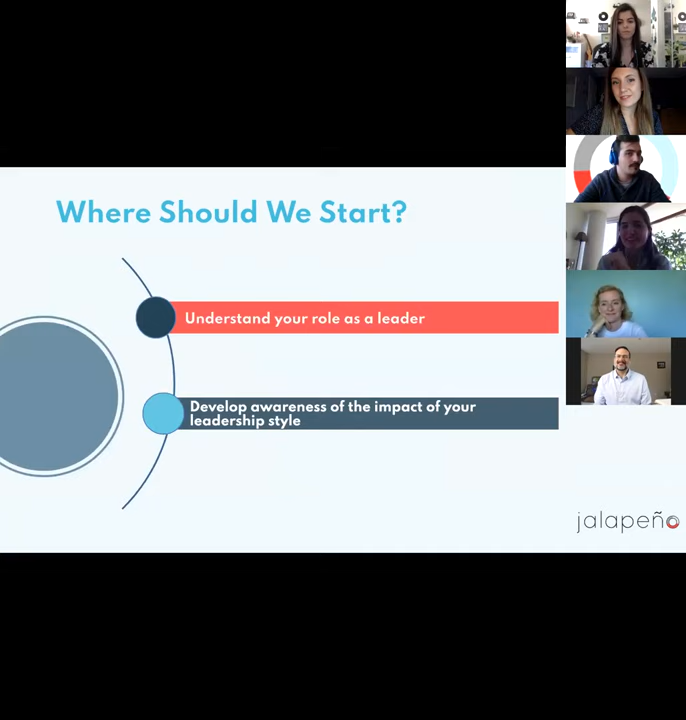 Where Should We Start?
Understand your role as a leader
Develop awareness of the impact of your
leadership style
jalapeño